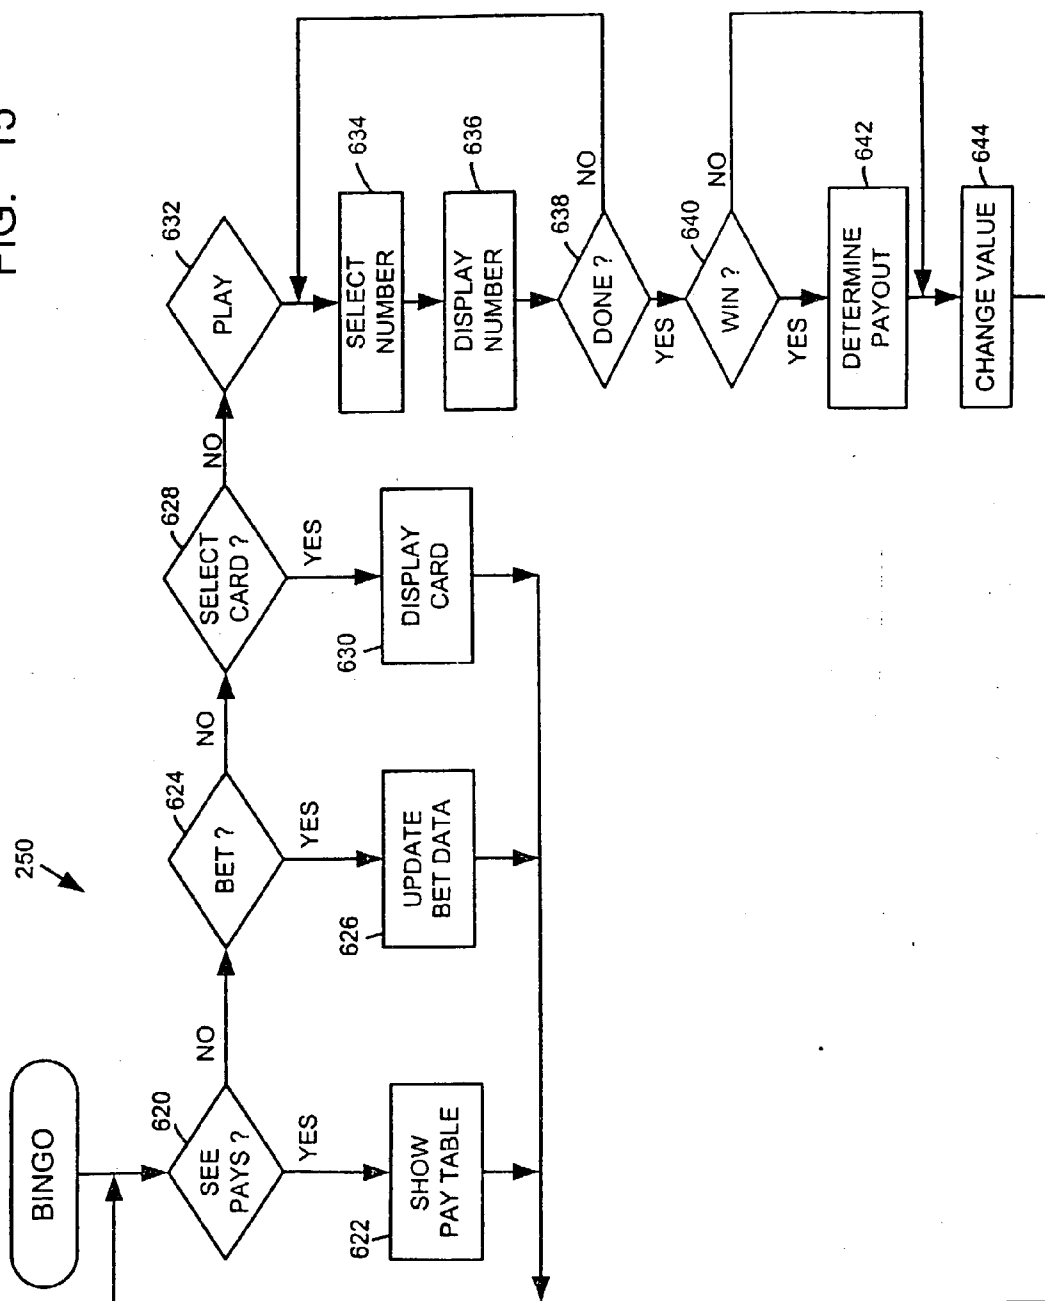 FIG. 15
250
BINGO
620
SEE
PAYS ?
NO
YES
622
SHOW
PAY TABLE
624
BET ?
NO
YES
626
UPDATE
BET DATA
628
SELECT
CARD ?
NO
YES
630
DISPLAY
CARD
632
PLAY
634
SELECT
NUMBER
636
DISPLAY
NUMBER
638
DONE ?
NO
YES
640
WIN ?
NO
YES
642
DETERMINE
PAYOUT
644
CHANGE VALUE